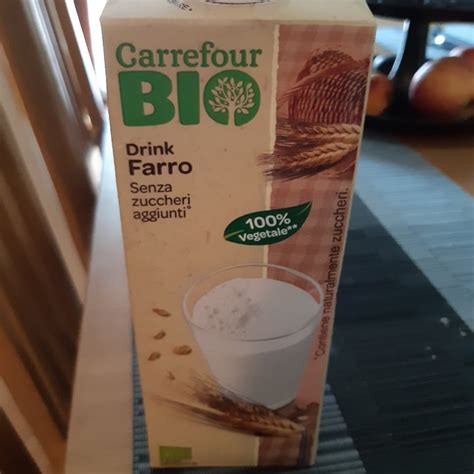 Carrefour
BIO
Drink
Farro
Senza
zuccheri
aggiunti*
100%
Vegetale**
*Contiene naturalmente zuccheri.